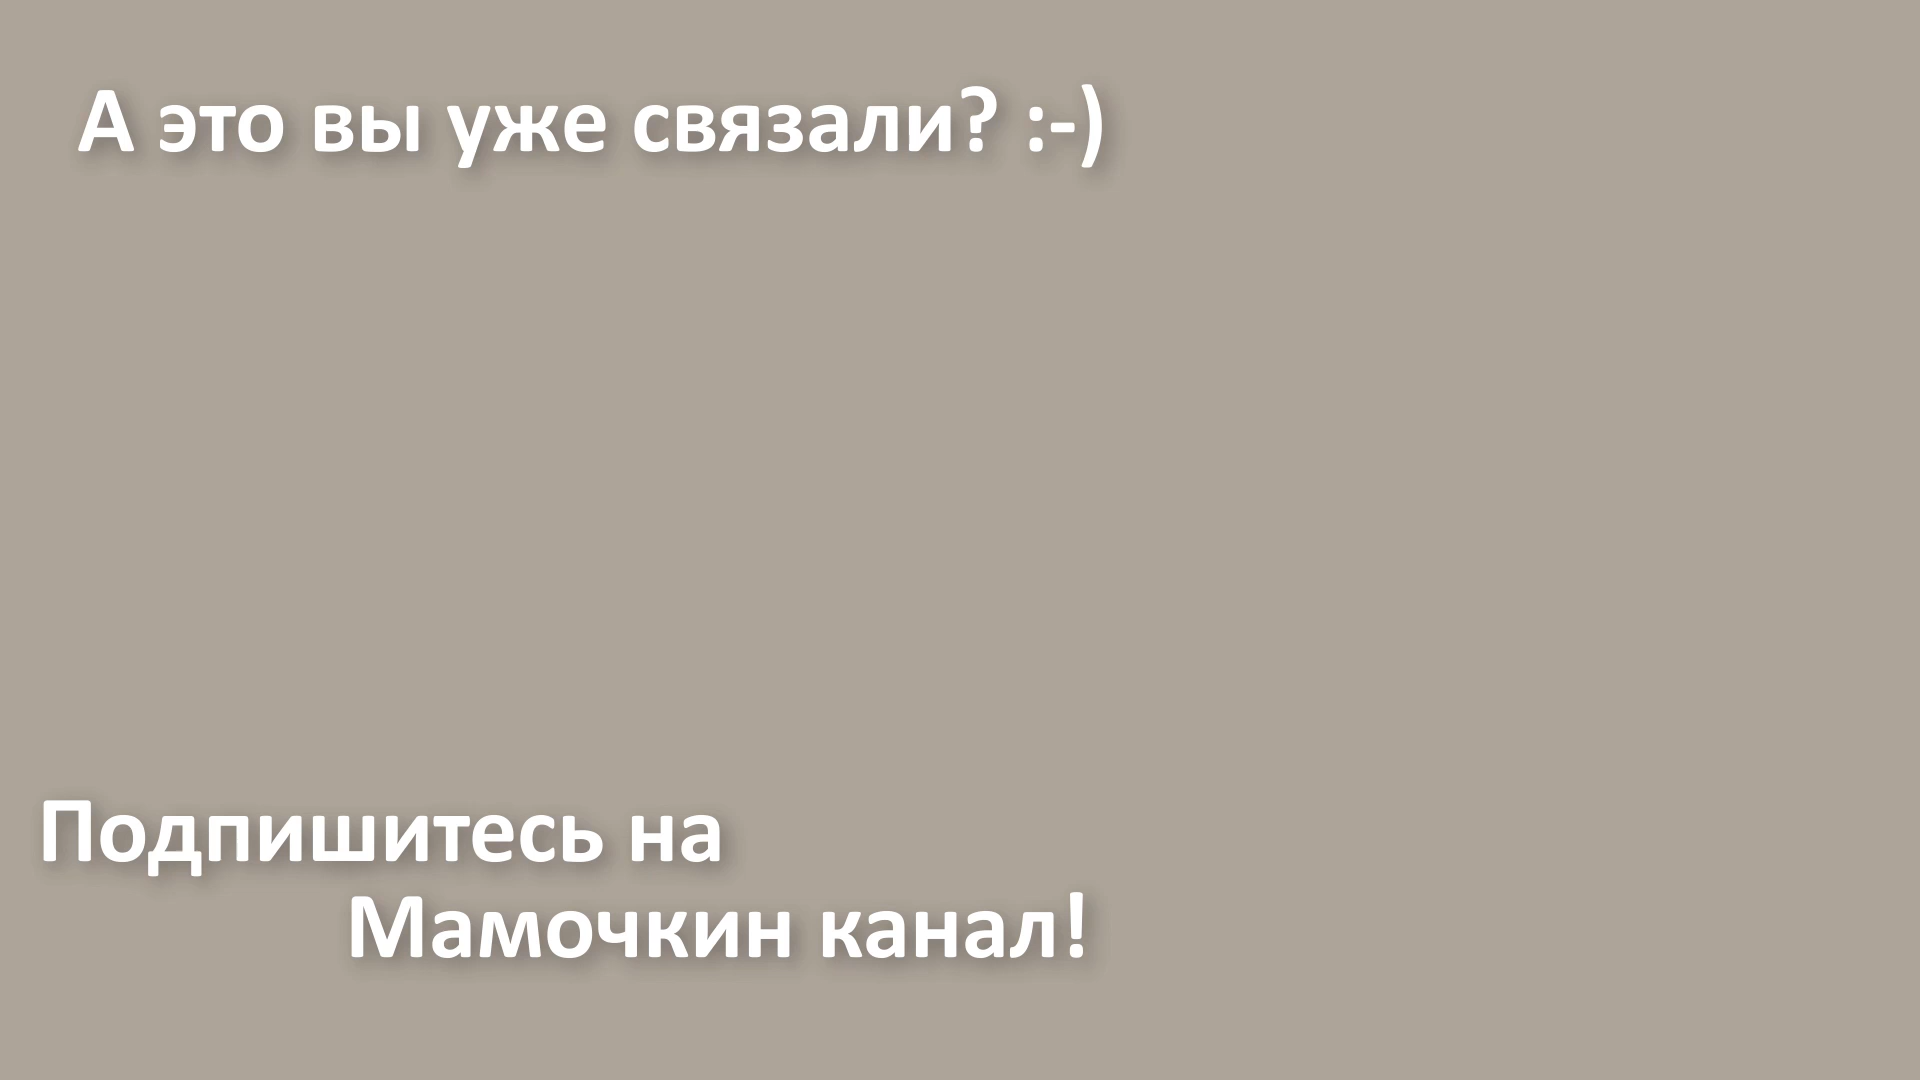 А это вы уже связали? :-)
Подпишитесь на
Мамочкин канал!